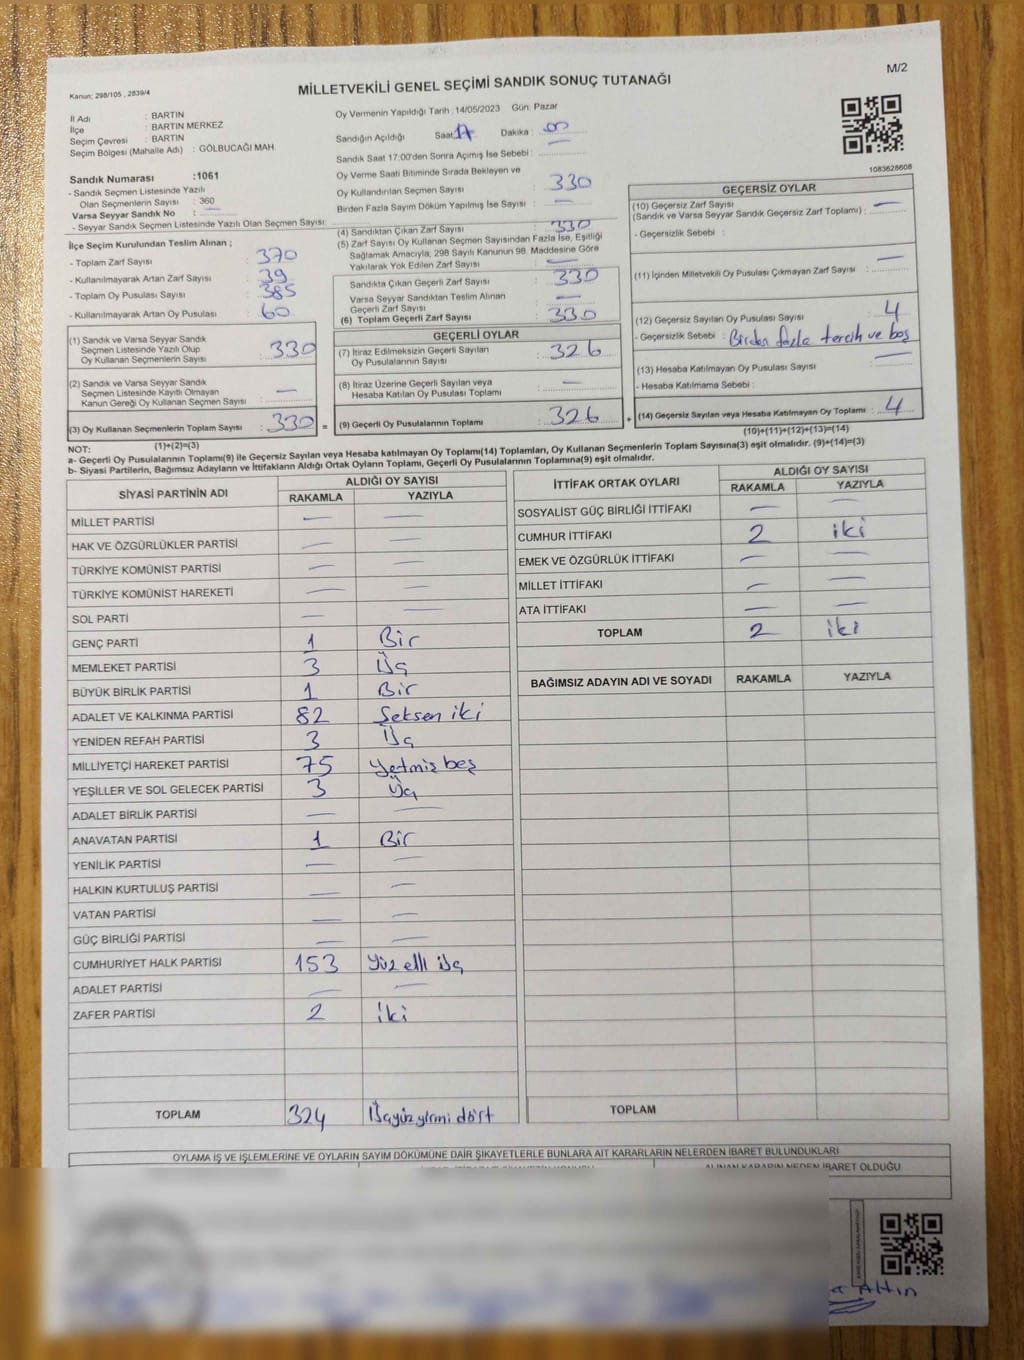 Kanun; 298/105 , 2839/4
MİLLETVEKİLİ GENEL SEÇİMİ SANDIK SONUÇ TUTANAĞI
M/2
İl Adı : BARTIN
İlçe : BARTIN MERKEZ
Seçim Çevresi : BARTIN
Seçim Bölgesi (Mahalle Adı) : GÖLBUCAĞI MAH.
Sandık Numarası :1061
- Sandık Seçmen Listesinde Yazılı
Olan Seçmenlerin Sayısı : 360
Varsa Seyyar Sandık No : —
- Seyyar Sandık Seçmen Listesinde Yazılı Olan Seçmen Sayısı:
Oy Vermenin Yapıldığı Tarih : 14/05/2023 Gün: Pazar
Sandığın Açıldığı Saat: 17 Dakika : 00
Sandık Saat 17:00'den Sonra Açılmış İse Sebebi :
Oy Verme Saati Bitiminde Sırada Bekleyen ve
Oy Kullandırılan Seçmen Sayısı : 330
Birden Fazla Sayım Döküm Yapılmış İse Sayısı : —
1083628608
İlçe Seçim Kurulundan Teslim Alınan ;
- Toplam Zarf Sayısı : 370
- Kullanılmayarak Artan Zarf Sayısı : 39
- Toplam Oy Pusulası Sayısı : 385
- Kullanılmayarak Artan Oy Pusulası : 60
(1) Sandık ve Varsa Seyyar Sandık
Seçmen Listesinde Yazılı Olup
Oy Kullanan Seçmenlerin Sayısı : 330
(2) Sandık ve Varsa Seyyar Sandık
Seçmen Listesinde Kayıtlı Olmayan
Kanun Gereği Oy Kullanan Seçmen Sayısı : —
(3) Oy Kullanan Seçmenlerin Toplam Sayısı : 330 =
(1)+(2)=(3)
(4) Sandıktan Çıkan Zarf Sayısı : 330
(5) Zarf Sayısı Oy Kullanan Seçmen Sayısından Fazla İse, Eşitliği
Sağlamak Amacıyla, 298 Sayılı Kanunun 98. Maddesine Göre
Yakılarak Yok Edilen Zarf Sayısı : —
Sandıkta Çıkan Geçerli Zarf Sayısı : 330
Varsa Seyyar Sandıktan Teslim Alınan
Geçerli Zarf Sayısı : —
(6) Toplam Geçerli Zarf Sayısı : 330
GEÇERLİ OYLAR
(7) İtiraz Edilmeksizin Geçerli Sayılan
Oy Pusulalarının Sayısı : 326
(8) İtiraz Üzerine Geçerli Sayılan veya
Hesaba Katılan Oy Pusulası Toplamı : —
(9) Geçerli Oy Pusulalarının Toplamı : 326 +
GEÇERSİZ OYLAR
(10) Geçersiz Zarf Sayısı : —
(Sandık ve Varsa Seyyar Sandık Geçersiz Zarf Toplamı)
- Geçersizlik Sebebi :
(11) İçinden Milletvekili Oy Pusulası Çıkmayan Zarf Sayısı : —
(12) Geçersiz Sayılan Oy Pusulası Sayısı : 4
- Geçersizlik Sebebi : Birden fazla tercih ve boş
(13) Hesaba Katılmayan Oy Pusulası Sayısı : —
- Hesaba Katılmama Sebebi :
(14) Geçersiz Sayılan veya Hesaba Katılmayan Oy Toplamı : 4
(10)+(11)+(12)+(13)=(14)
NOT:
a- Geçerli Oy Pusulalarının Toplamı(9) ile Geçersiz Sayılan veya Hesaba katılmayan Oy Toplamı(14) Toplamları, Oy Kullanan Seçmenlerin Toplam Sayısına(3) eşit olmalıdır. (9)+(14)=(3)
b- Siyasi Partilerin, Bağımsız Adayların ve İttifakların Aldığı Ortak Oyların Toplamı, Geçerli Oy Pusulalarının Toplamına(9) eşit olmalıdır.
SİYASİ PARTİNİN ADI ALDIĞI OY SAYISI
RAKAMLA YAZIYLA
MİLLET PARTİSİ — —
HAK VE ÖZGÜRLÜKLER PARTİSİ — —
TÜRKİYE KOMÜNİST PARTİSİ — —
TÜRKİYE KOMÜNİST HAREKETİ — —
SOL PARTİ — —
GENÇ PARTİ 1 Bir
MEMLEKET PARTİSİ 3 Üç
BÜYÜK BİRLİK PARTİSİ 1 Bir
ADALET VE KALKINMA PARTİSİ 82 Seksen iki
YENİDEN REFAH PARTİSİ 3 Üç
MİLLİYETÇİ HAREKET PARTİSİ 75 Yetmiş beş
YEŞİLLER VE SOL GELECEK PARTİSİ 3 Üç
ADALET BİRLİK PARTİSİ — —
ANAVATAN PARTİSİ 1 Bir
YENİLİK PARTİSİ — —
HALKIN KURTULUŞ PARTİSİ — —
VATAN PARTİSİ — —
GÜÇ BİRLİĞİ PARTİSİ — —
CUMHURİYET HALK PARTİSİ 153 Yüz elli üç
ADALET PARTİSİ — —
ZAFER PARTİSİ 2 iki
TOPLAM 324 Üçyüzyirmi dört
İTTİFAK ORTAK OYLARI ALDIĞI OY SAYISI
RAKAMLA YAZIYLA
SOSYALİST GÜÇ BİRLİĞİ İTTİFAKI — —
CUMHUR İTTİFAKI 2 iki
EMEK VE ÖZGÜRLÜK İTTİFAKI — —
MİLLET İTTİFAKI — —
ATA İTTİFAKI — —
TOPLAM 2 iki
BAĞIMSIZ ADAYIN ADI VE SOYADI RAKAMLA YAZIYLA
TOPLAM
OYLAMA İŞ VE İŞLEMLERİNE VE OYLARIN SAYIM DÖKÜMÜNE DAİR ŞİKAYETLERLE BUNLARA AİT KARARLARIN NELERDEN İBARET BULUNDUKLARI
ALINAN KARARIN NEDEN İBARET OLDUĞU
Altın